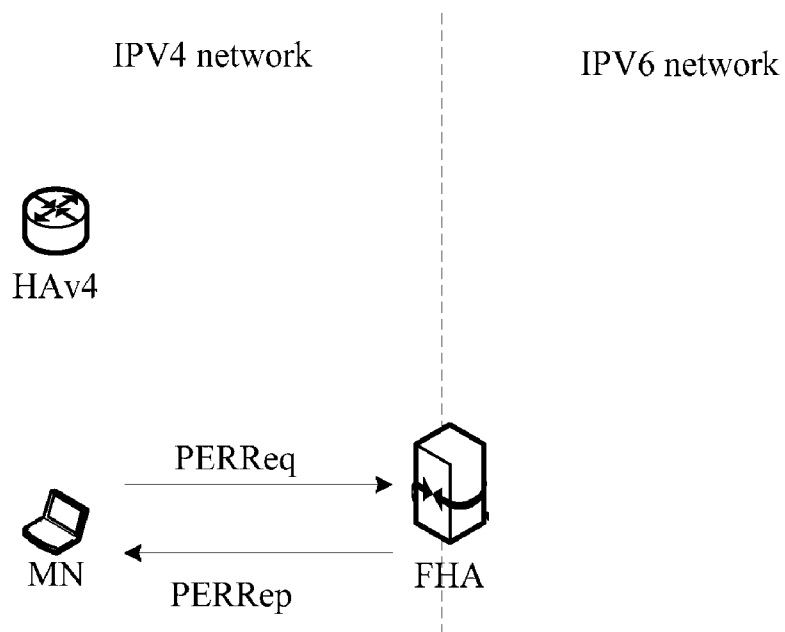 IPV4 network
IPV6 network
HAv4
PERReq
MN
FHA
PERRep